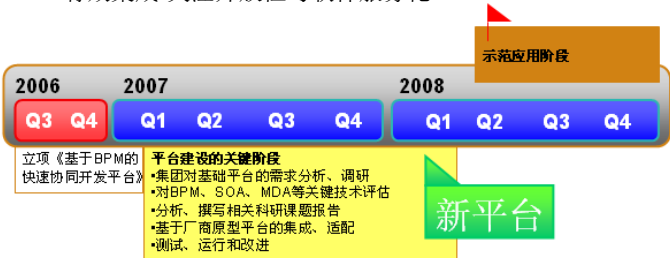 示范应用阶段
2006 2007 2008
Q3 Q4 Q1 Q2 Q3 Q4 Q1 Q2 Q3 Q4
立项《基于BPM的
快速协同开发平台》
平台建设的关键阶段
•集团对基础平台的需求分析、调研
•对BPM、SOA、MDA等关键技术评估
•分析、撰写相关科研课题报告
•基于厂商原型平台的集成、适配
•测试、运行和改进
新平台